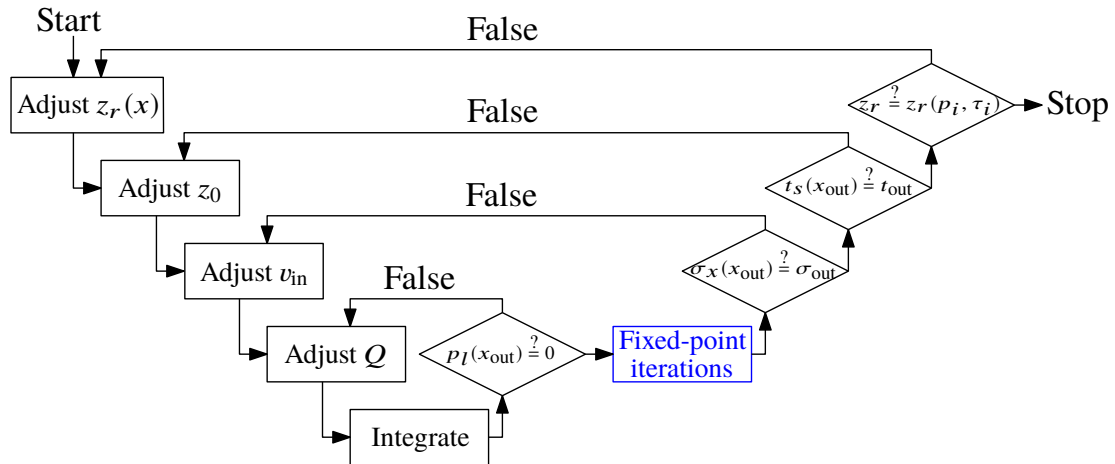 Start
False
Adjust z_r(x)
z_r ≟ z_r(p_i, τ_i)
Stop
False
Adjust z_0
t_s(x_out) ≟ t_out
False
Adjust v_in
σ_x(x_out) ≟ σ_out
False
Adjust Q
p_l(x_out) ≟ 0
Fixed-point
iterations
Integrate